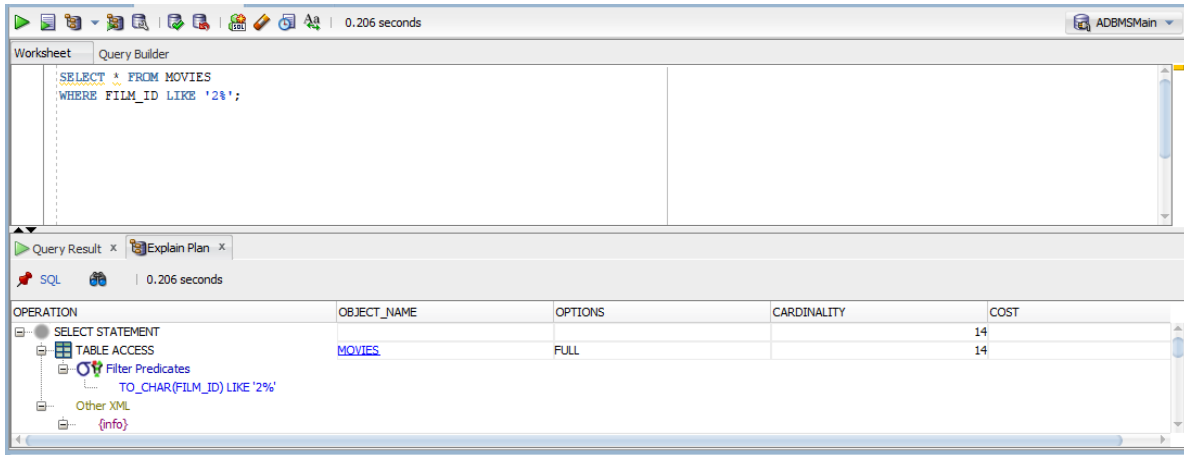 0.206 seconds ADBMSMain
Worksheet Query Builder
SELECT * FROM MOVIES
WHERE FILM_ID LIKE '2%';
Query Result x Explain Plan x
SQL 0.206 seconds
OPERATION OBJECT_NAME OPTIONS CARDINALITY COST
SELECT STATEMENT 14
TABLE ACCESS MOVIES FULL 14
Filter Predicates
TO_CHAR(FILM_ID) LIKE '2%'
Other XML
{info}